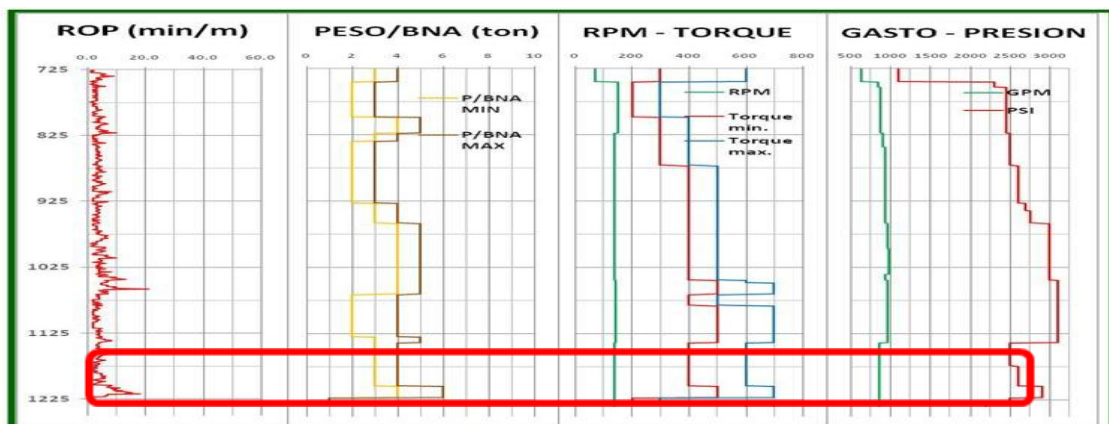 ROP (min/m)
PESO/BNA (ton)
RPM - TORQUE
GASTO - PRESION
0.0 20.0 40.0 60.0
0 2 4 6 8 10
0 200 400 600 800
500 1000 1500 2000 2500 3000
725
825
925
1025
1125
1225
P/BNA
MIN
P/BNA
MAX
RPM
Torque
min.
Torque
max.
GPM
PSI